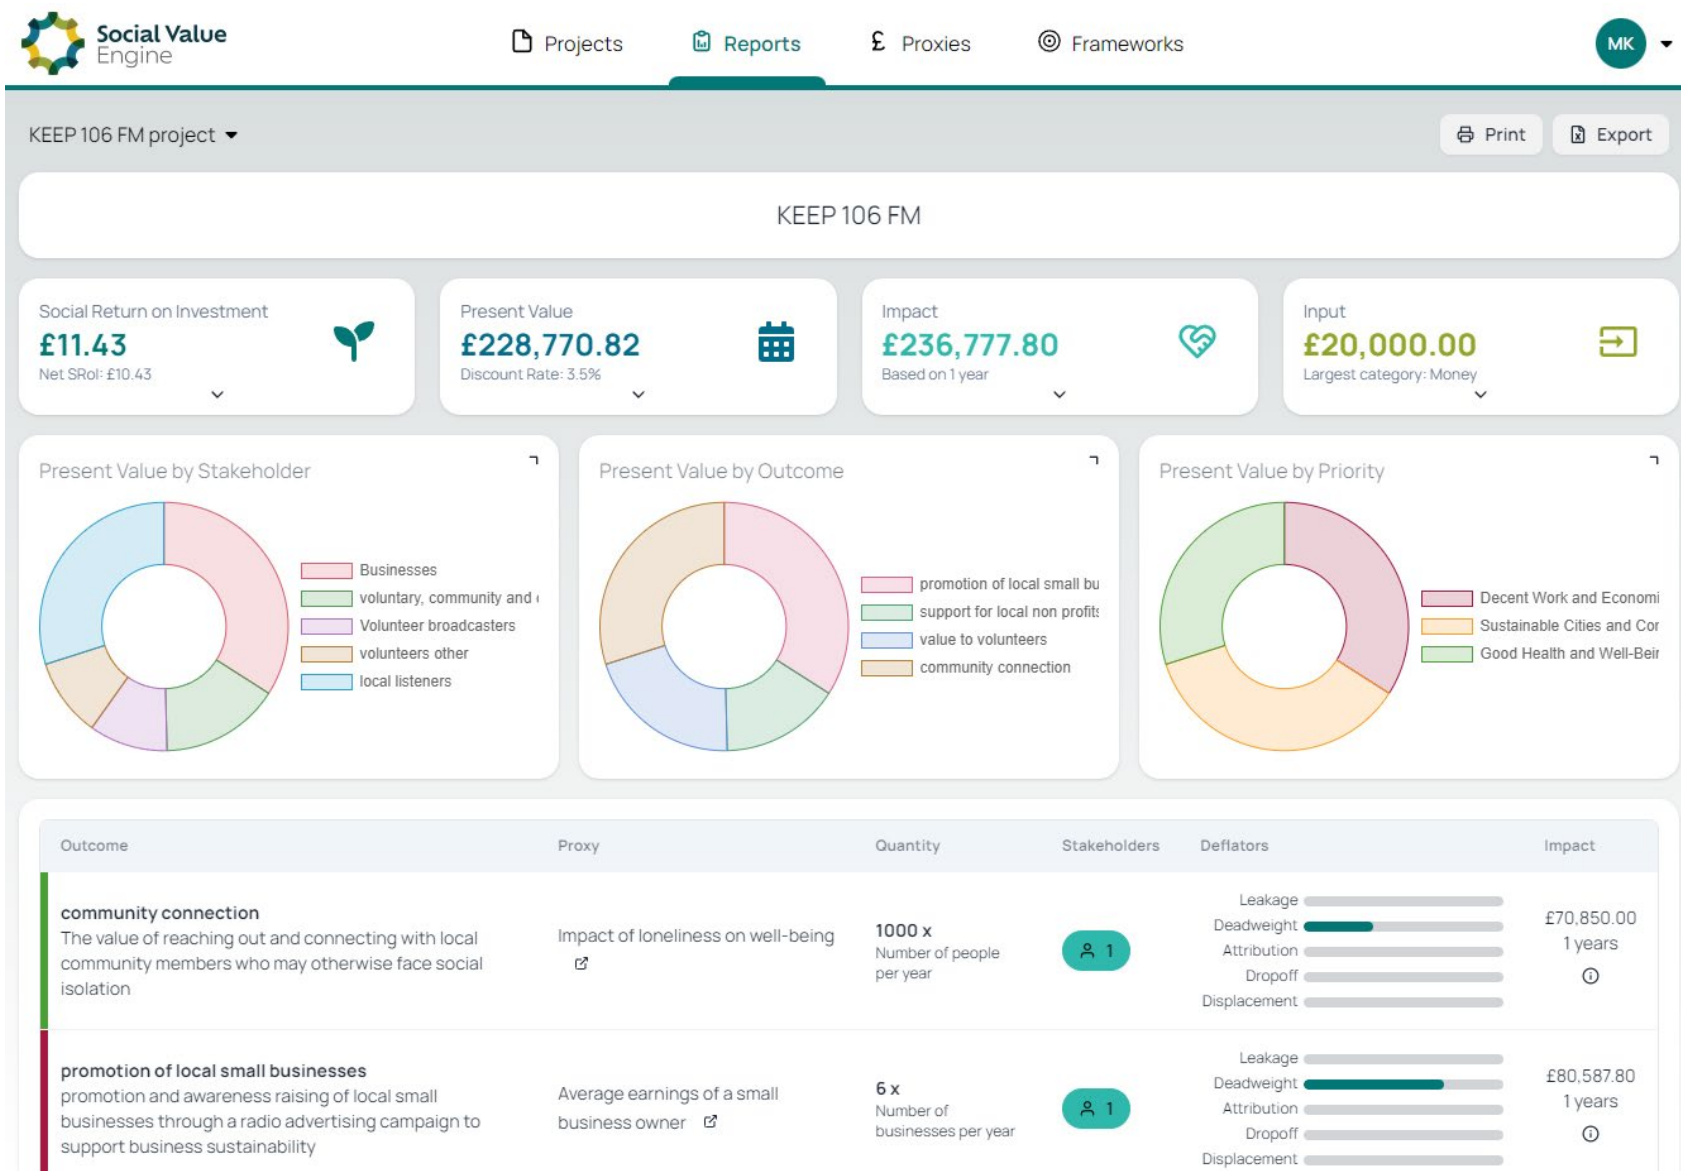 Social Value
Engine
Projects
Reports
£ Proxies
Frameworks
MK
KEEP 106 FM project
Print
Export
KEEP 106 FM
Social Return on Investment
£11.43
Net SRoI: £10.43
Present Value
£228,770.82
Discount Rate: 3.5%
Impact
£236,777.80
Based on 1 year
Input
£20,000.00
Largest category: Money
Present Value by Stakeholder
Businesses
voluntary, community and
Volunteer broadcasters
volunteers other
local listeners
Present Value by Outcome
promotion of local small bu
support for local non profits
value to volunteers
community connection
Present Value by Priority
Decent Work and Economi
Sustainable Cities and Cor
Good Health and Well-Beir
Outcome
Proxy
Quantity
Stakeholders
Deflators
Impact
community connection
The value of reaching out and connecting with local
community members who may otherwise face social
isolation
Impact of loneliness on well-being
1000 x
Number of people
per year
1
Leakage
Deadweight
Attribution
Dropoff
Displacement
£70,850.00
1 years
promotion of local small businesses
promotion and awareness raising of local small
businesses through a radio advertising campaign to
support business sustainability
Average earnings of a small
business owner
6 x
Number of
businesses per year
1
Leakage
Deadweight
Attribution
Dropoff
Displacement
£80,587.80
1 years